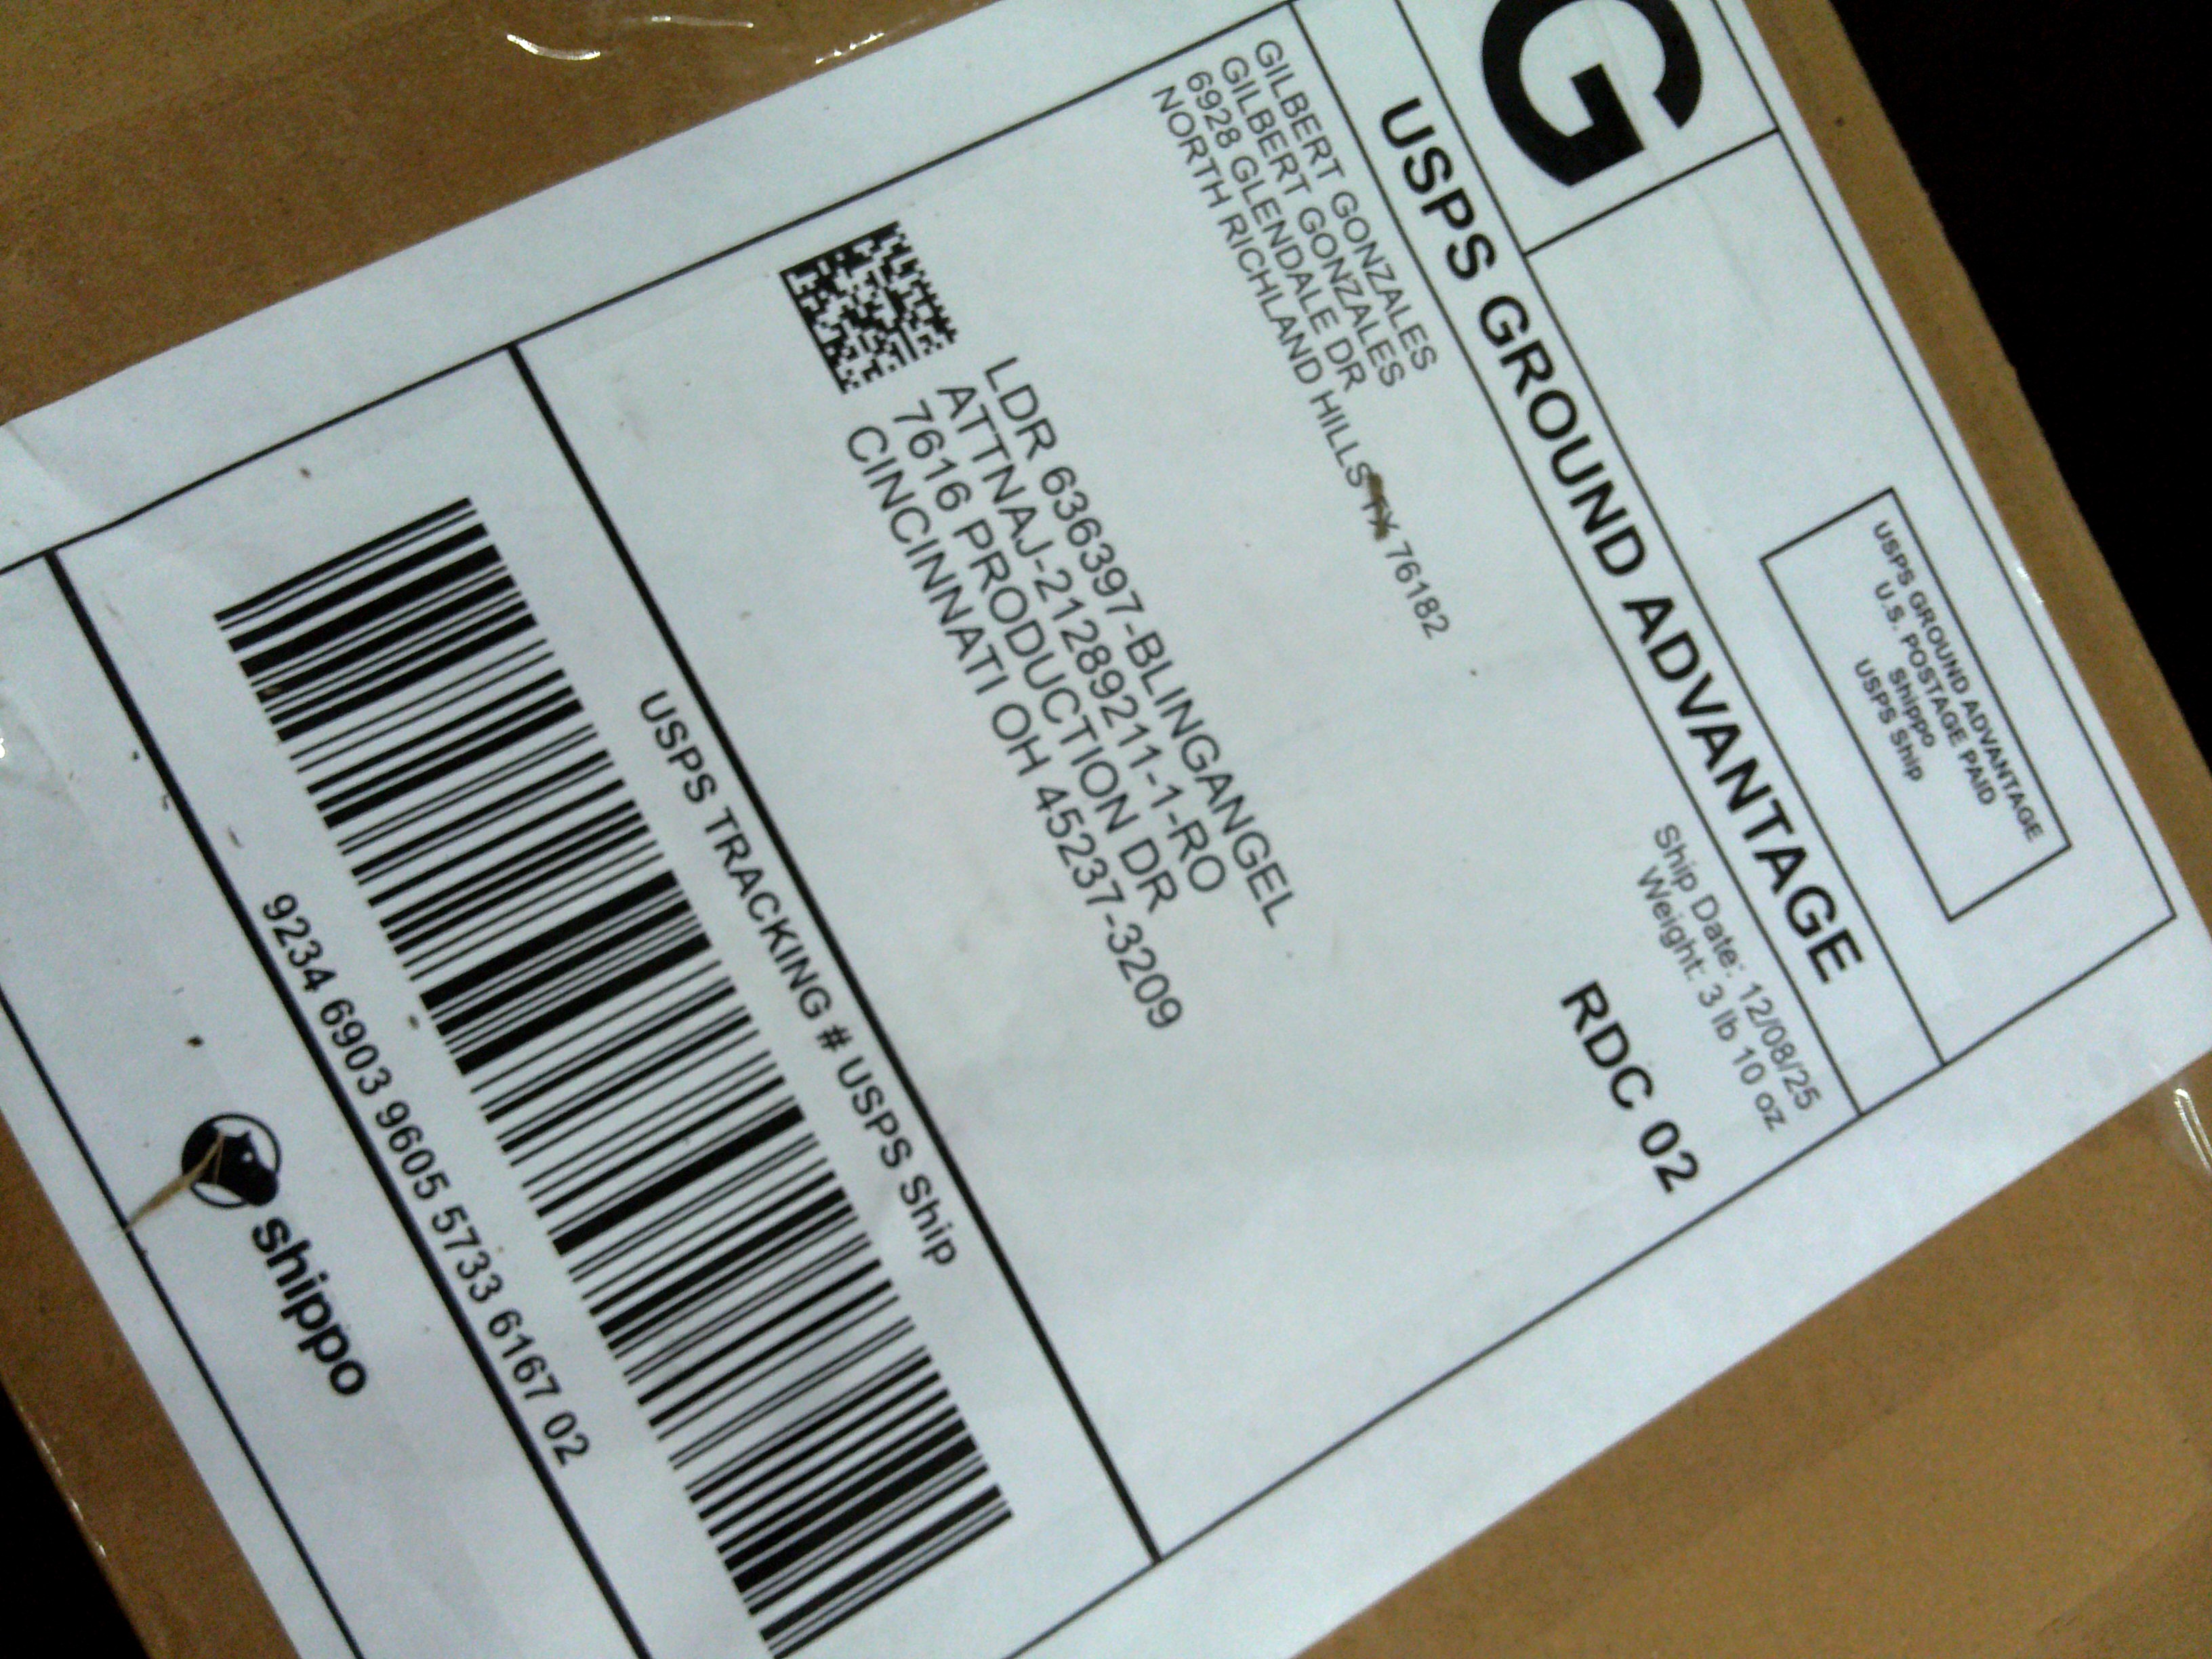 G
USPS GROUND ADVANTAGE
U.S. POSTAGE PAID
Shippo
USPS Ship
USPS GROUND ADVANTAGE
GILBERT GONZALES
GILBERT GONZALES
6928 GLENDALE DR
NORTH RICHLAND HILLS TX 76182
Ship Date: 12/08/25
Weight: 3 lb 10 oz
RDC 02
LDR 636397-BLINGANGEL
ATTNAJ-211289211-1-RO
7616 PRODUCTION DR
CINCINNATI OH 45237-3209
USPS TRACKING # USPS Ship
9234 6903 9605 5733 6167 02
shippo